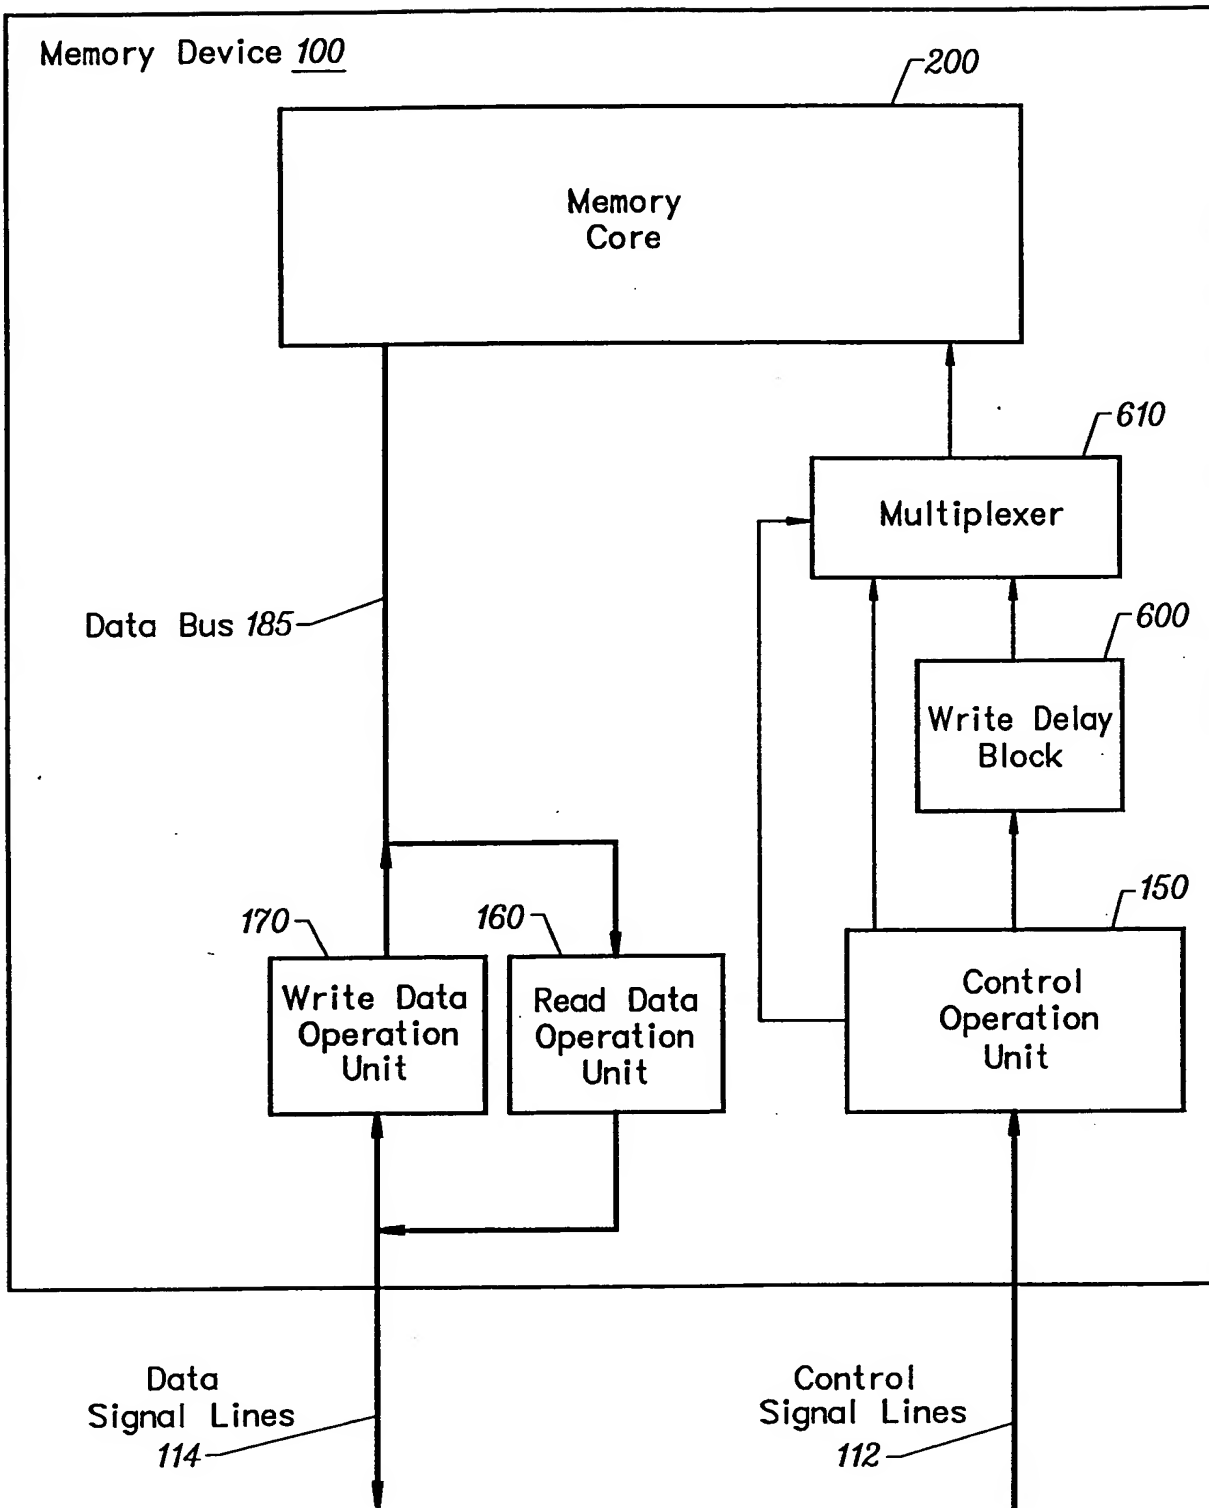 Memory Device 100
200
Memory
Core
610
Multiplexer
Data Bus 185
600
Write Delay
Block
170
160
150
Write Data
Operation
Unit
Read Data
Operation
Unit
Control
Operation
Unit
Data
Signal Lines
114
Control
Signal Lines
112